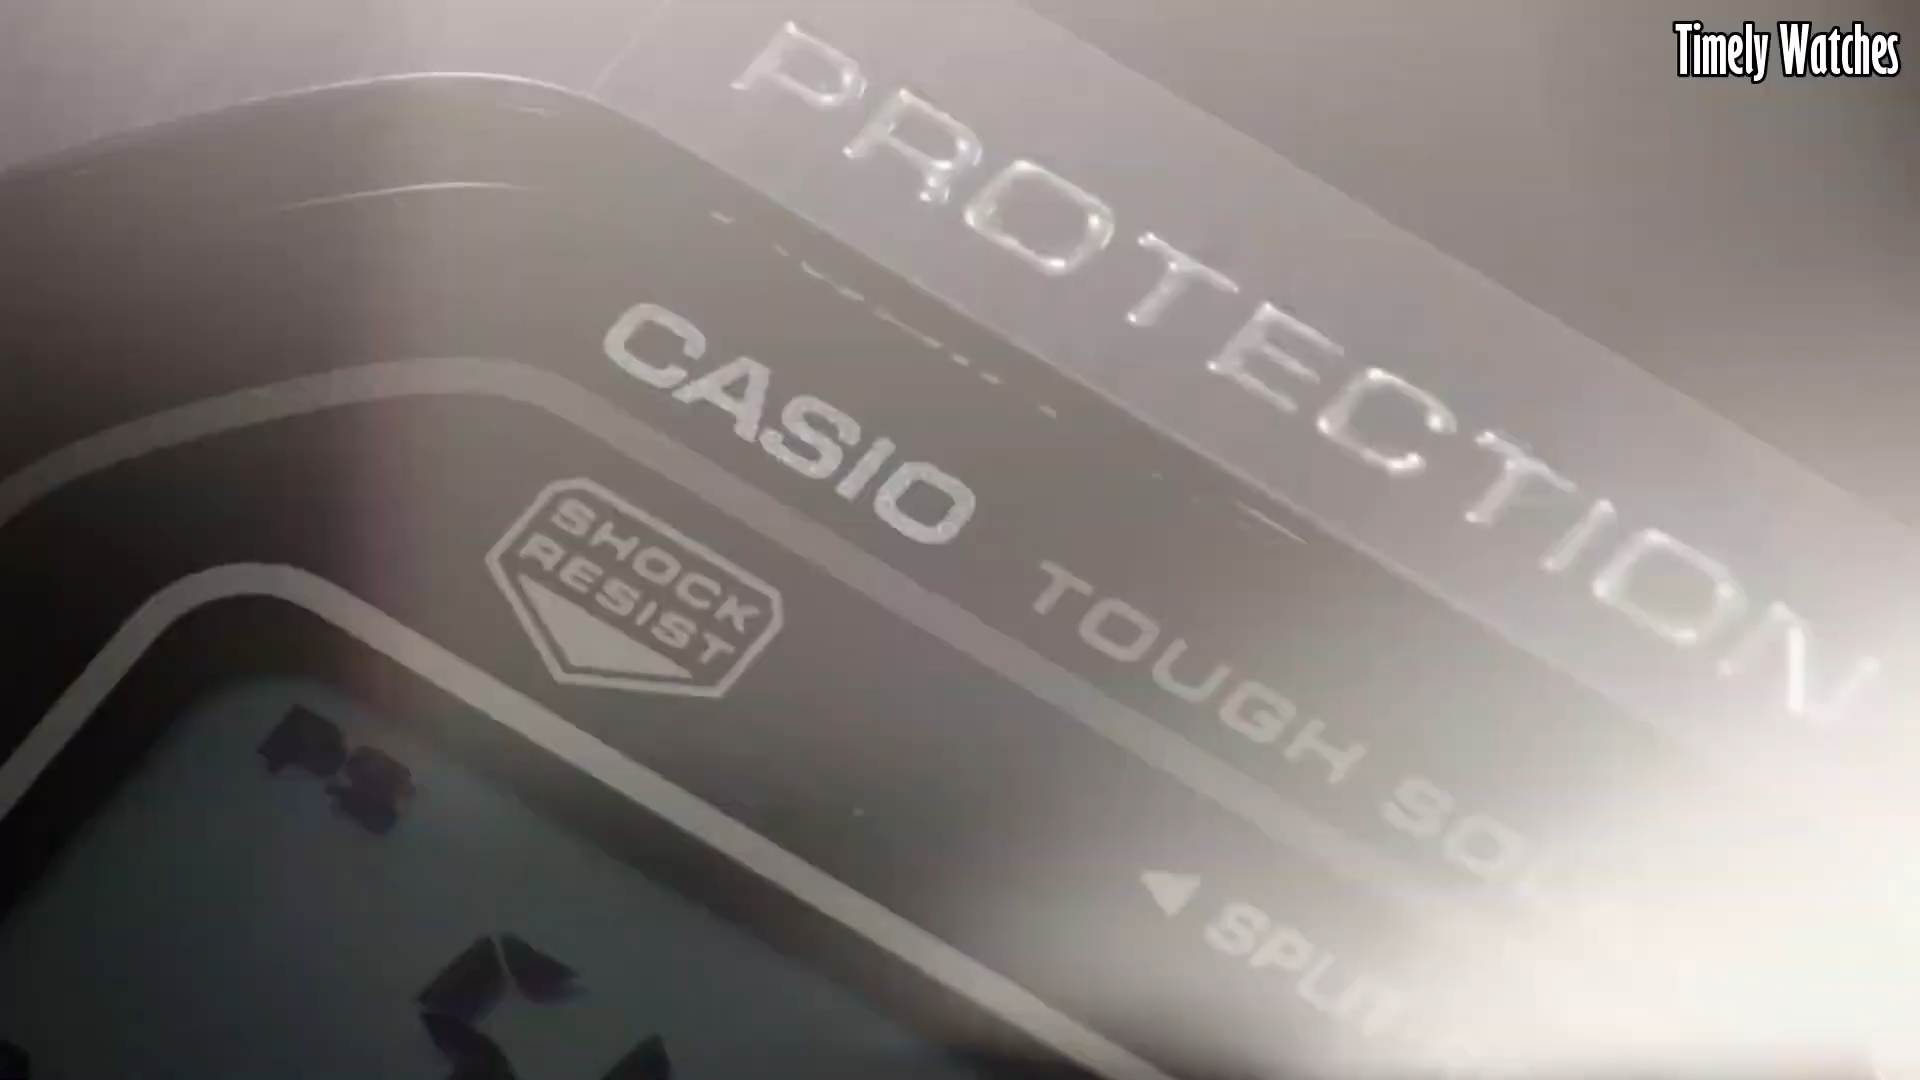 Timely Watches
PROTECTION
CASIO
TOUGH
SHOCK
RESIST